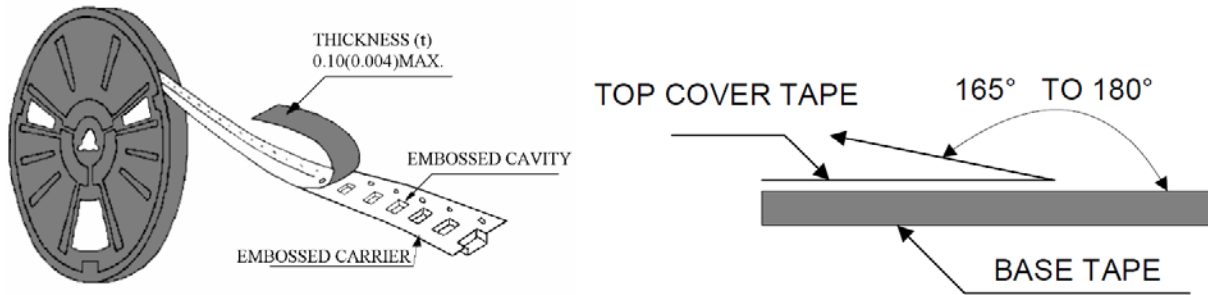 THICKNESS (t)
0.10(0.004)MAX.
EMBOSSED CAVITY
EMBOSSED CARRIER
TOP COVER TAPE
165° TO 180°
BASE TAPE